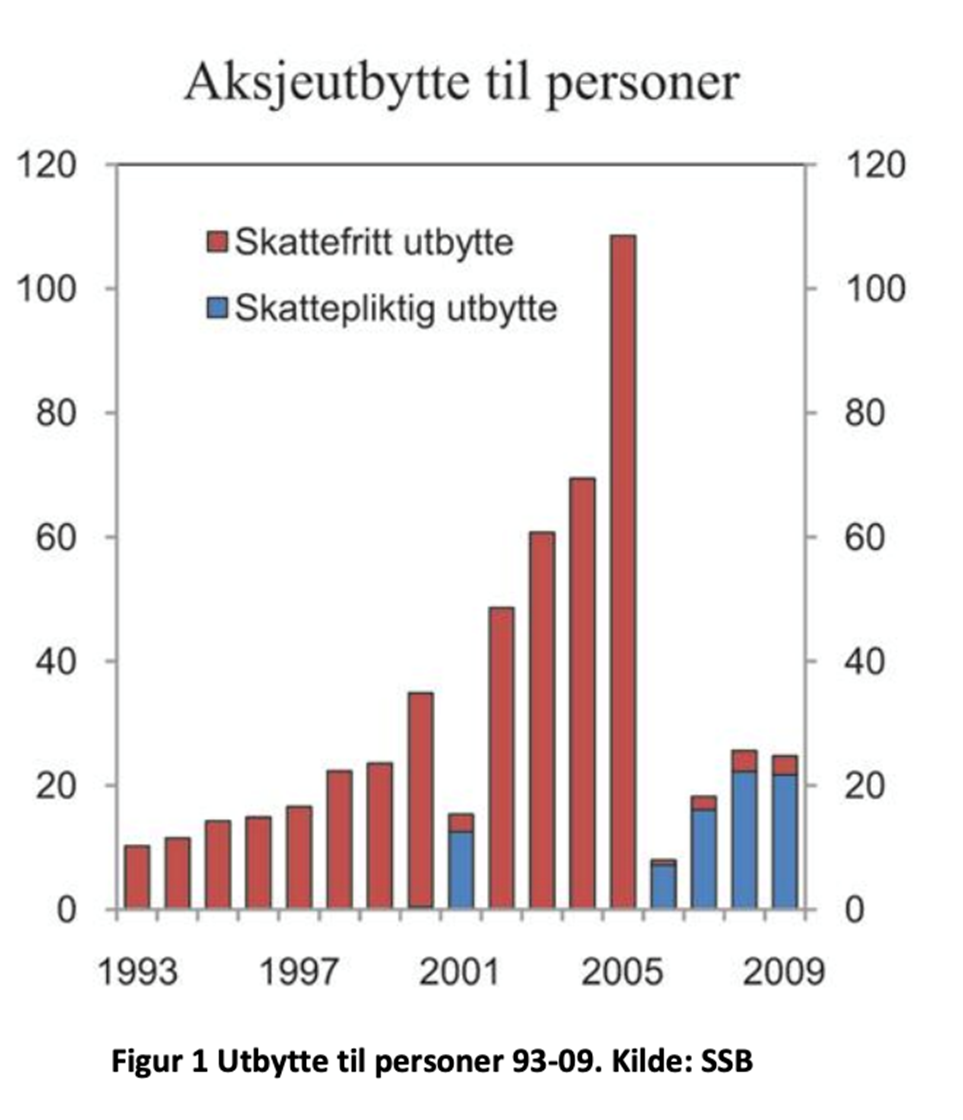 Aksjeutbytte til personer
120 120
Skattefritt utbytte
100 100
Skattepliktig utbytte
80 80
60 60
40 40
20 20
0 0
1993 1997 2001 2005 2009
Figur 1 Utbytte til personer 93-09. Kilde: SSB